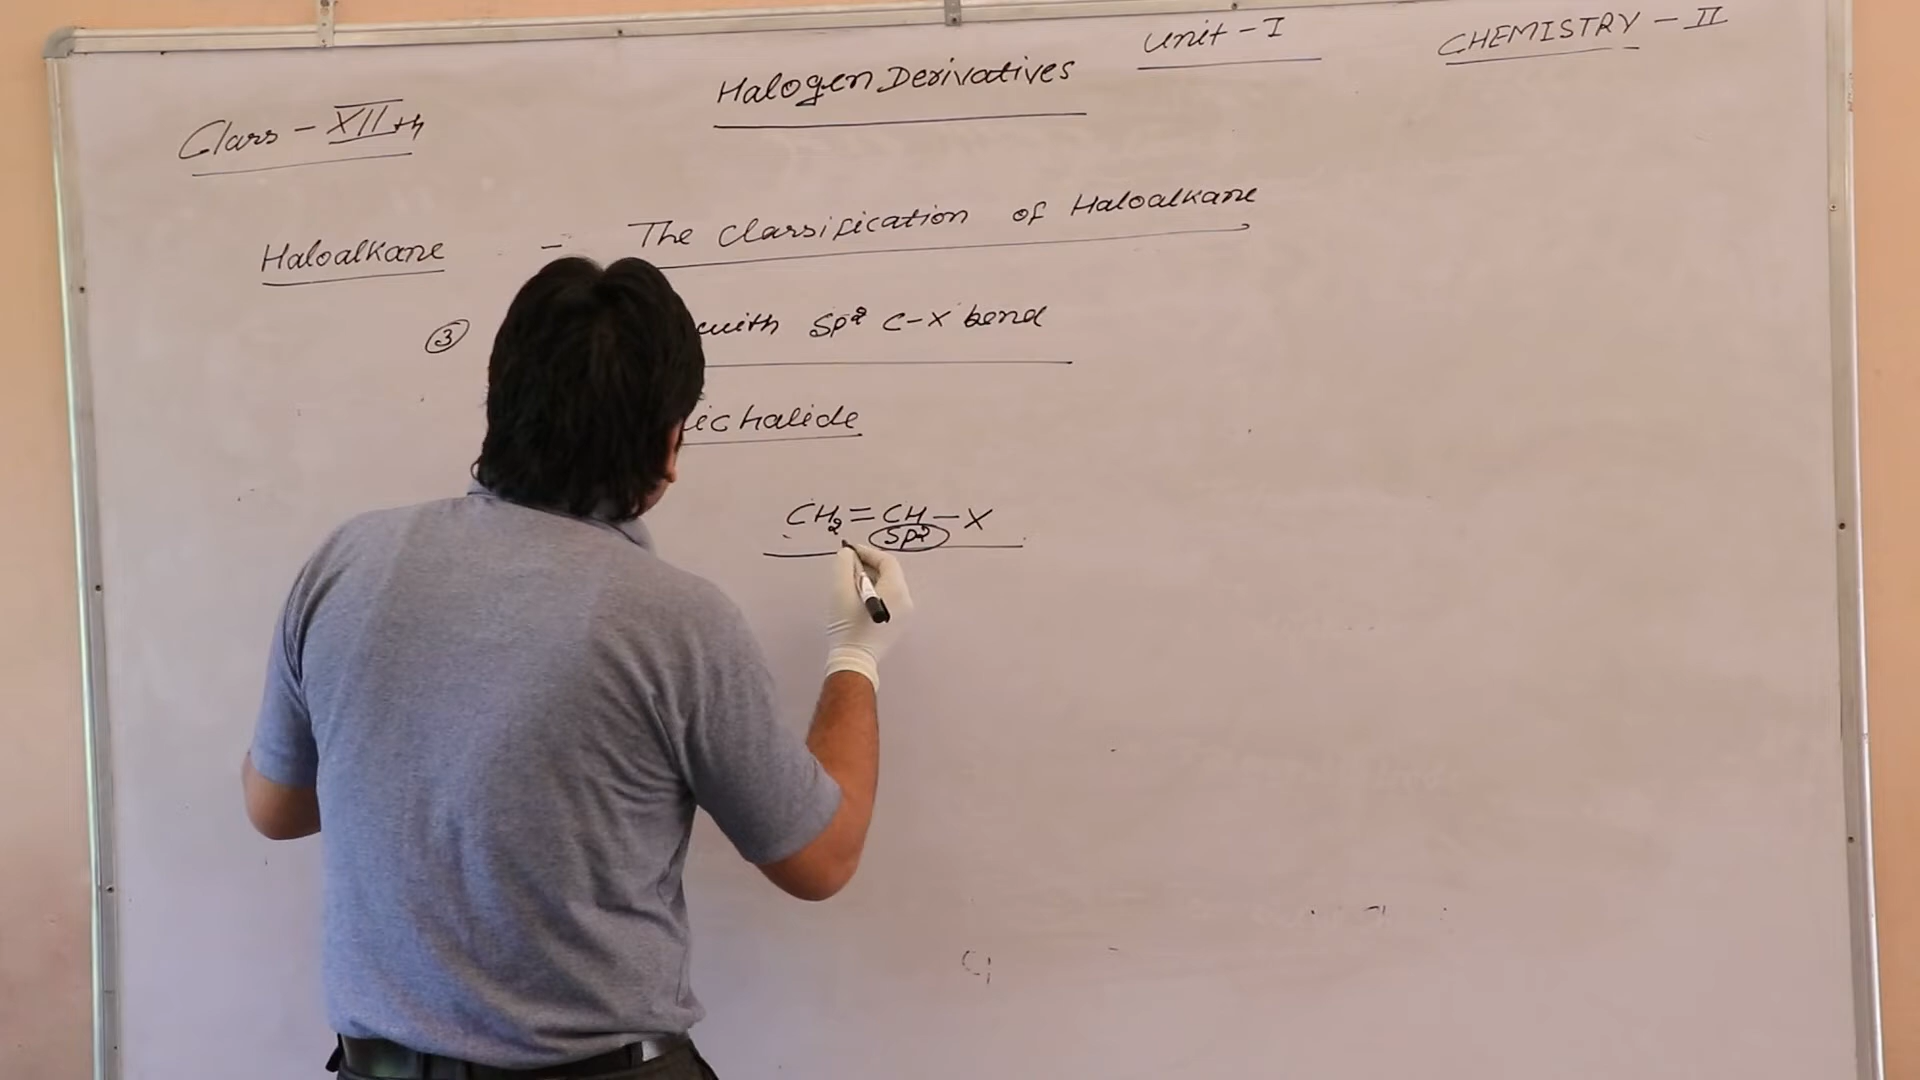 Unit - I
CHEMISTRY - II
Halogen Derivatives
Class - XIIth
Haloalkane - The Classification of Haloalkane
③ with Sp² C-X bond
halide
CH₂=CH-X
Sp²